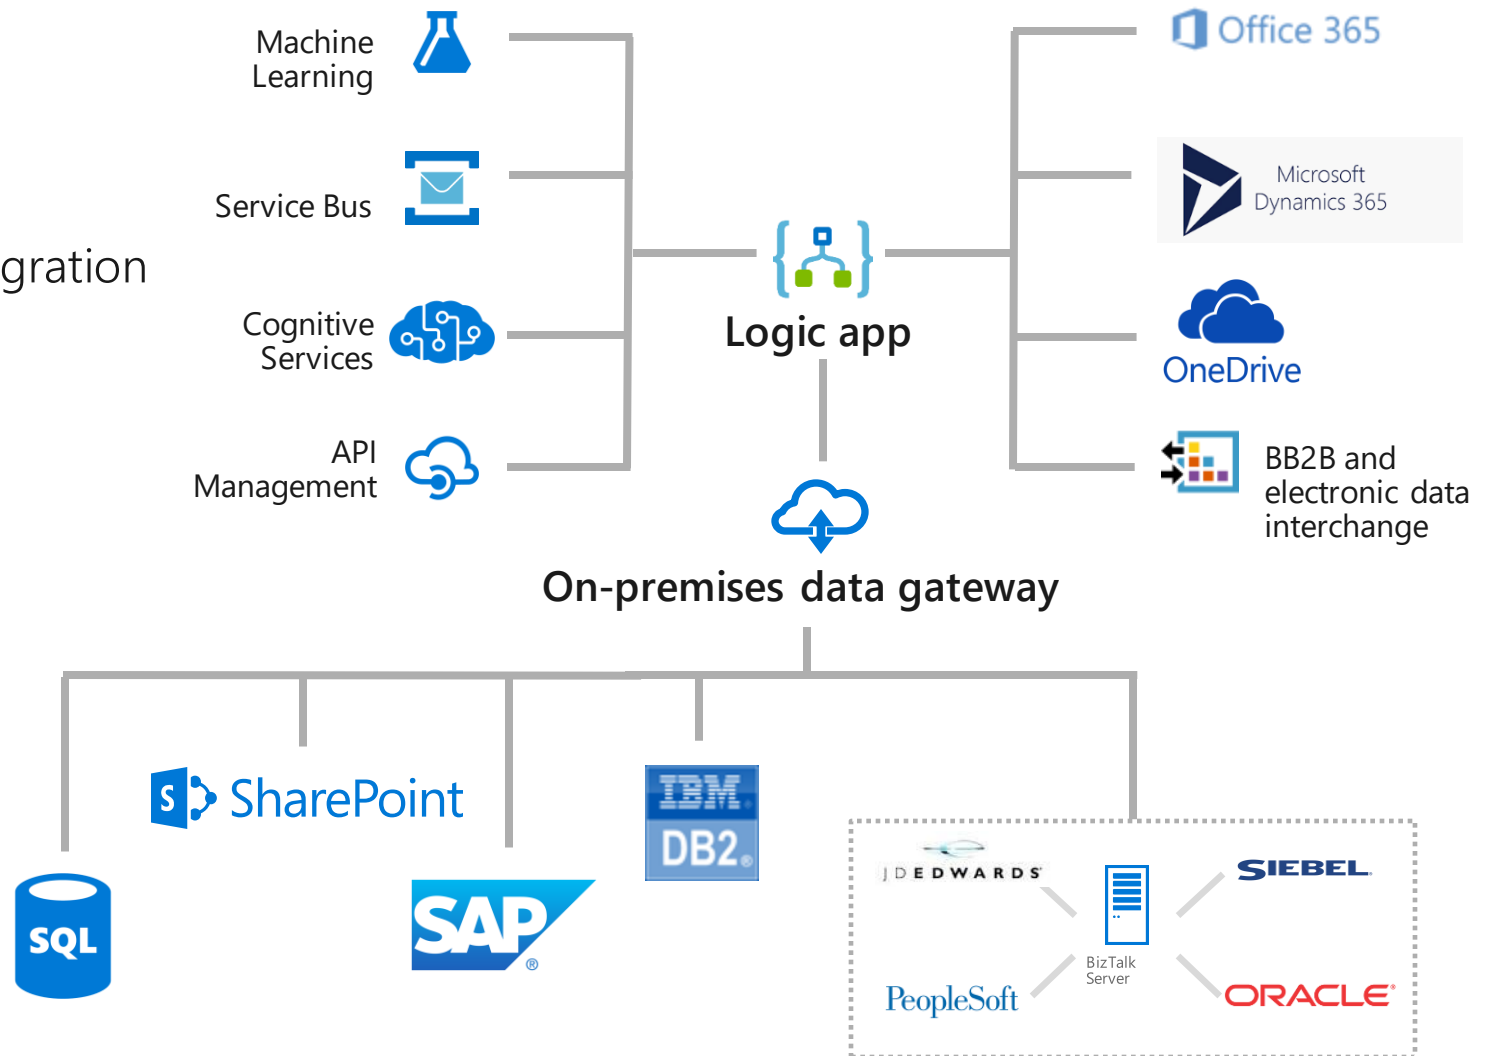 Machine
Learning
Service Bus
gration
Cognitive
Services
API
Management
Logic app
Office 365
Microsoft
Dynamics 365
OneDrive
BB2B and
electronic data
interchange
On-premises data gateway
S SharePoint
SQL
SAP®
IBM®
DB2®
JDEDWARDS
SIEBEL
BizTalk
Server
PeopleSoft
ORACLE®